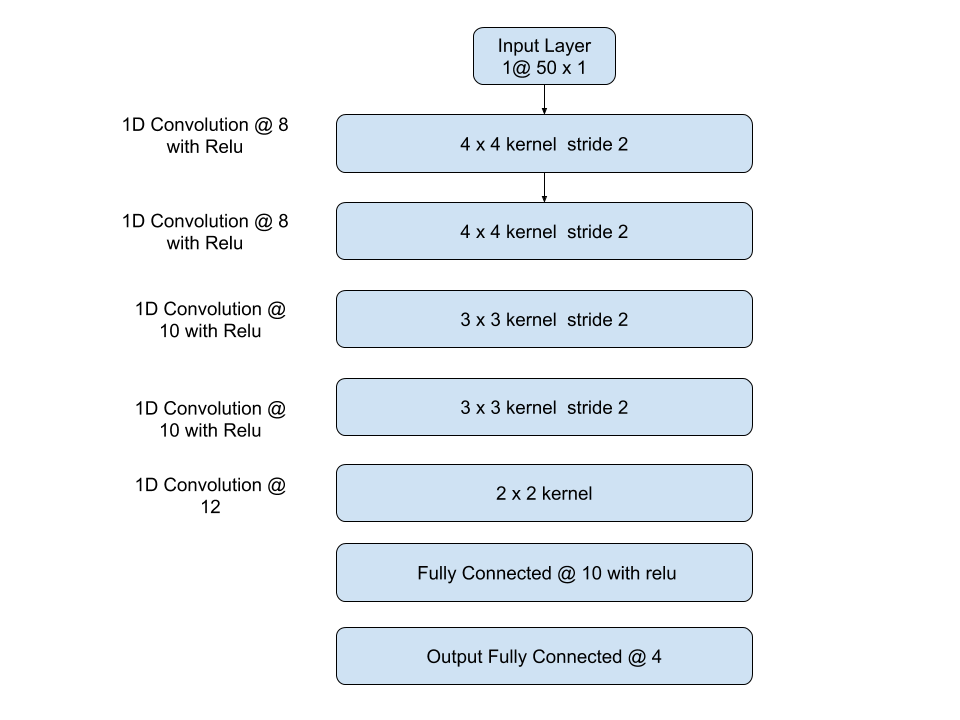 Input Layer
1@ 50 x 1
1D Convolution @ 8
with Relu
4 x 4 kernel  stride 2
1D Convolution @ 8
with Relu
4 x 4 kernel  stride 2
1D Convolution @
10 with Relu
3 x 3 kernel  stride 2
1D Convolution @
10 with Relu
3 x 3 kernel  stride 2
1D Convolution @
12
2 x 2 kernel
Fully Connected @ 10 with relu
Output Fully Connected @ 4